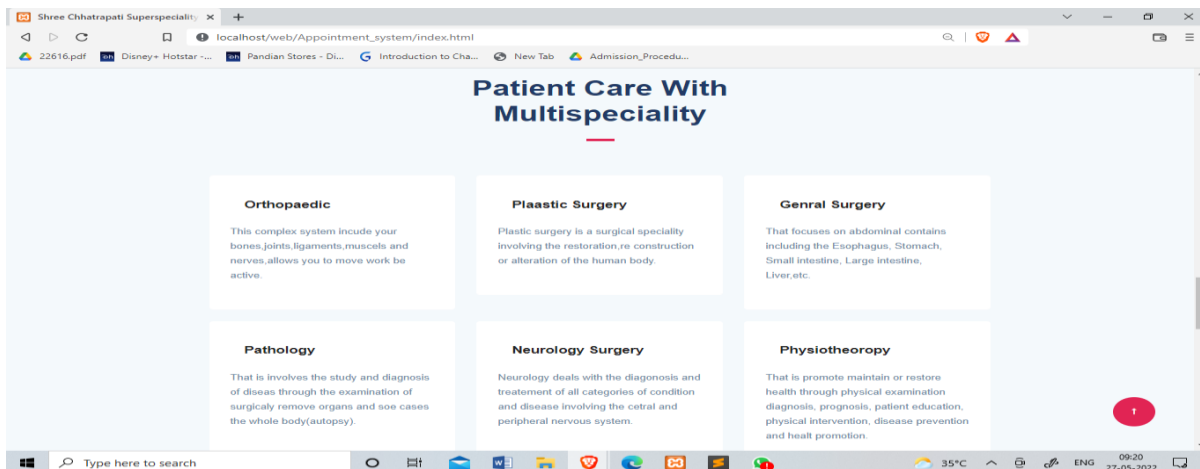 Shree Chhatrapati Superspeciality
localhost/web/Appointment_system/index.html
22616.pdf Disney+ Hotstar -... Pandian Stores - Di... Introduction to Cha... New Tab Admission_Procedu...
Patient Care With
Multispeciality
Orthopaedic
This complex system incude your
bones,joints,ligaments,muscels and
nerves,allows you to move work be
active.
Plaastic Surgery
Plastic surgery is a surgical speciality
involving the restoration,re construction
or alteration of the human body.
Genral Surgery
That focuses on abdominal contains
including the Esophagus, Stomach,
Small intestine, Large intestine,
Liver,etc.
Pathology
That is involves the study and diagnosis
of diseas through the examination of
surgicaly remove organs and soe cases
the whole body(autopsy).
Neurology Surgery
Neurology deals with the diagonosis and
treatement of all categories of condition
and disease involving the cetral and
peripheral nervous system.
Physiotheoropy
That is promote maintain or restore
health through physical examination
diagnosis, prognosis, patient education,
physical intervention, disease prevention
and healt promotion.
Type here to search
35°C
ENG
09:20
27-05-2022